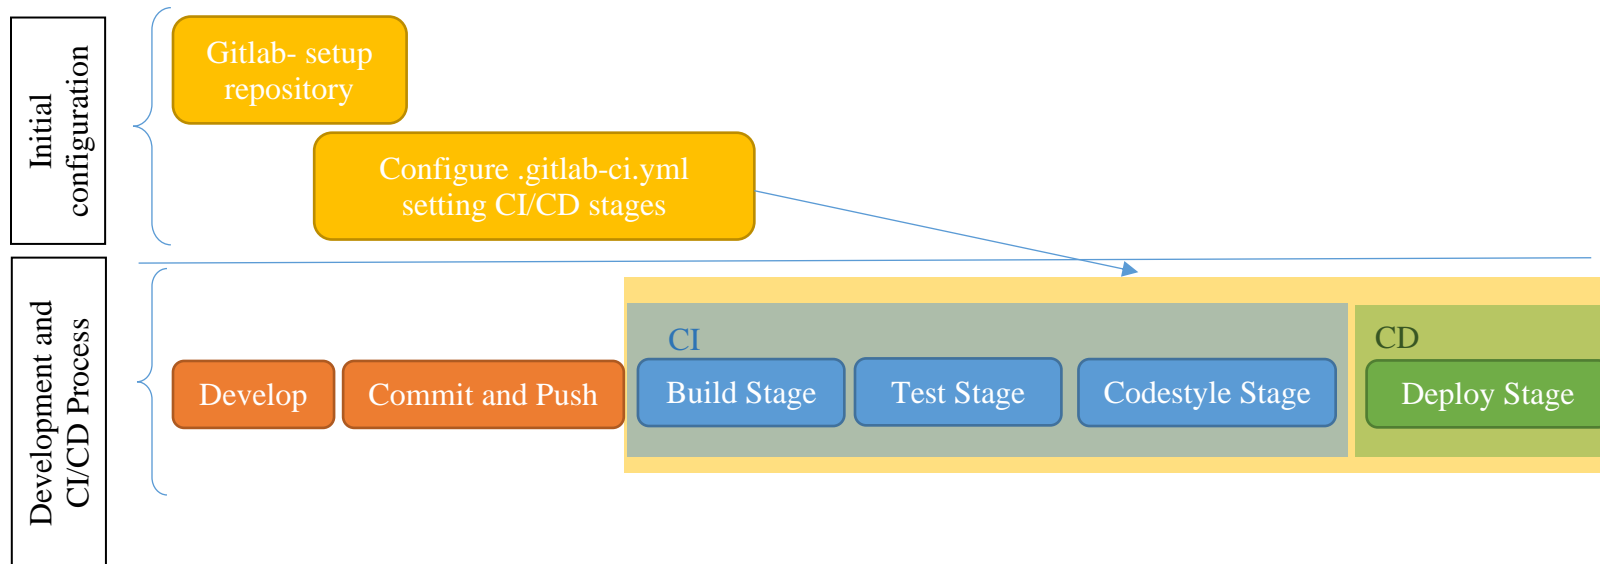 Initial
configuration
Gitlab- setup
repository
Configure .gitlab-ci.yml
setting CI/CD stages
Development and
CI/CD Process
Develop
Commit and Push
CI
Build Stage
Test Stage
Codestyle Stage
CD
Deploy Stage